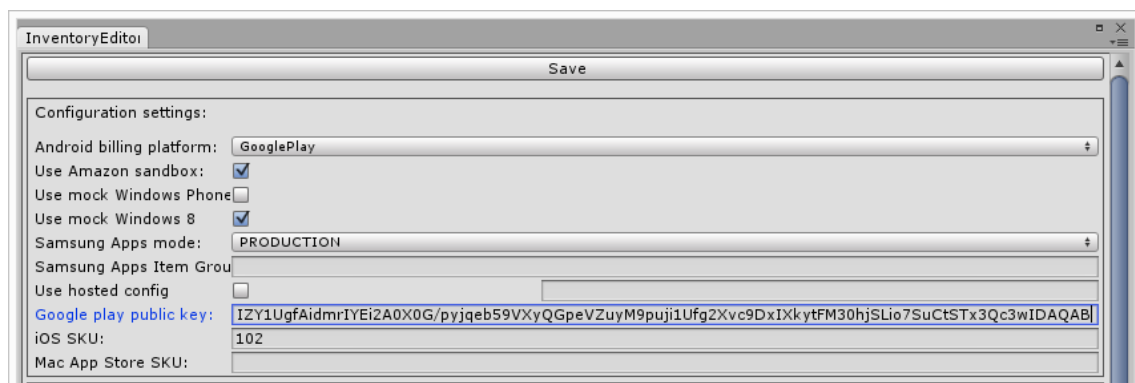 InventoryEditor
Save
Configuration settings:
Android billing platform: GooglePlay
Use Amazon sandbox:
Use mock Windows Phone
Use mock Windows 8
Samsung Apps mode: PRODUCTION
Samsung Apps Item Grou
Use hosted config
Google play public key: IZY1UgfAidmrIYEi2A0X0G/pyjqeb59VXyQGpeVZuyM9puji1Ufg2Xvc9DxIXkytFM30hjSLio7SuCtSTx3Qc3wIDAQAB
iOS SKU: 102
Mac App Store SKU: